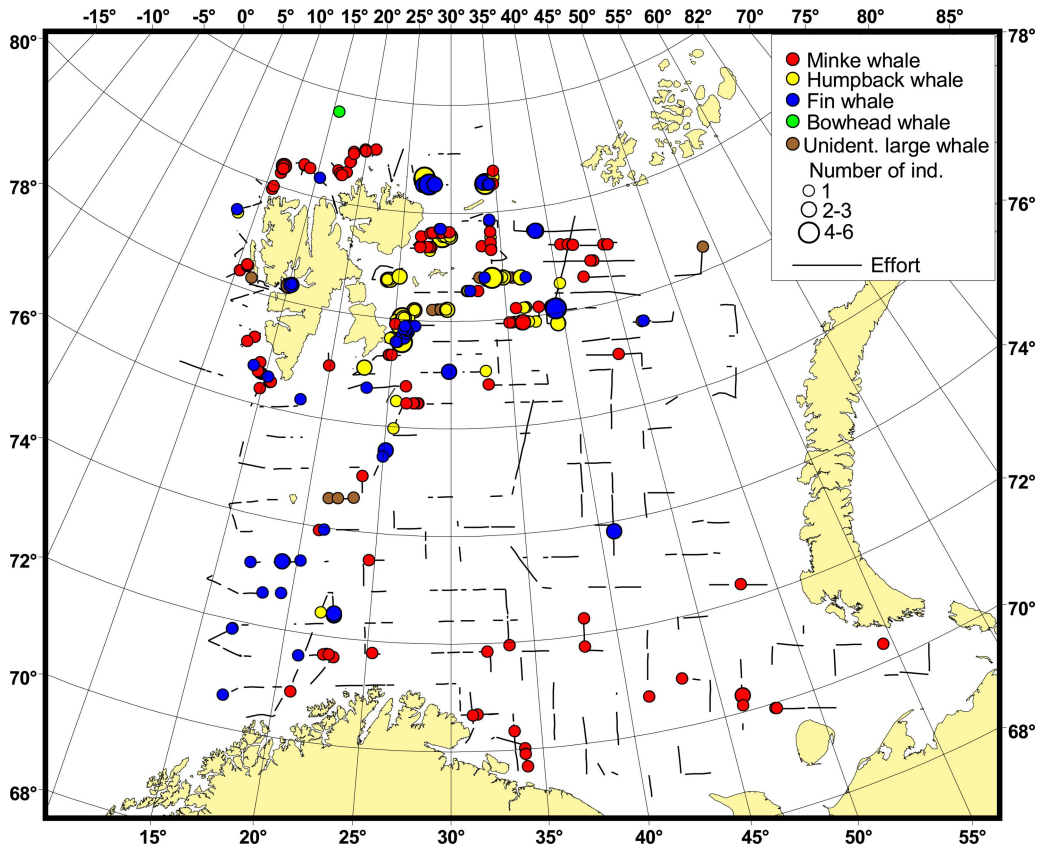 -15° -10° -5° 0° 5° 10° 15° 20° 25° 30° 35° 40° 45° 50° 55° 60° 82° 70° 75° 80° 85°
80° 78°
Minke whale
Humpback whale
Fin whale
Bowhead whale
Unident. large whale
Number of ind.
1
2-3
4-6
Effort
78° 76°
76° 74°
74° 72°
72° 70°
70° 68°
68°
15° 20° 25° 30° 35° 40° 45° 50° 55°